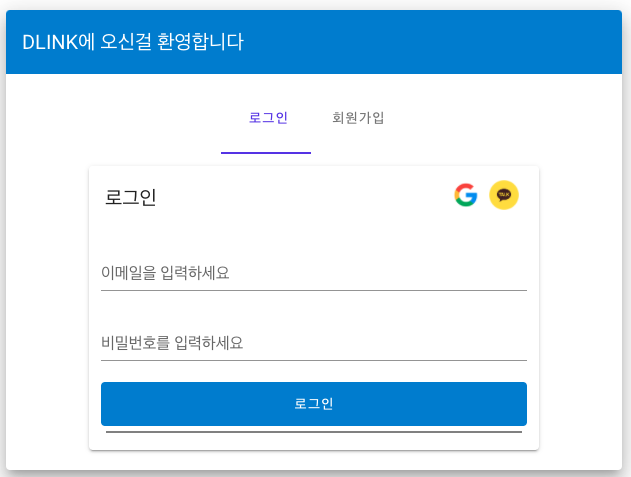 DLINK에 오신걸 환영합니다
로그인 회원가입
로그인
TALK
이메일을 입력하세요
비밀번호를 입력하세요
로그인